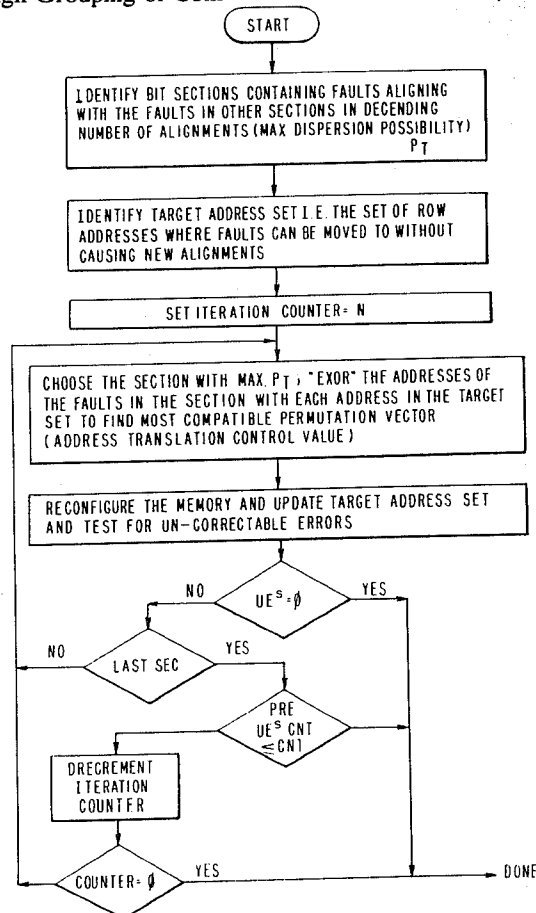 START
IDENTIFY BIT SECTIONS CONTAINING FAULTS ALIGNING
WITH THE FAULTS IN OTHER SECTIONS IN DECENDING
NUMBER OF ALIGNMENTS (MAX DISPERSION POSSIBILITY)
PT
IDENTIFY TARGET ADDRESS SET I.E. THE SET OF ROW
ADDRESSES WHERE FAULTS CAN BE MOVED TO WITHOUT
CAUSING NEW ALIGNMENTS
SET ITERATION COUNTER = N
CHOOSE THE SECTION WITH MAX. PT, "EXOR" THE ADDRESSES OF
THE FAULTS IN THE SECTION WITH EACH ADDRESS IN THE TARGET
SET TO FIND MOST COMPATIBLE PERMUTATION VECTOR
(ADDRESS TRANSLATION CONTROL VALUE)
RECONFIGURE THE MEMORY AND UPDATE TARGET ADDRESS SET
AND TEST FOR UN-CORRECTABLE ERRORS
NO
UES=Ø
YES
NO
LAST SEC
YES
PRE
UES CNT
≤CNT
DRECREMENT
ITERATION
COUNTER
COUNTER=Ø
YES
DONE